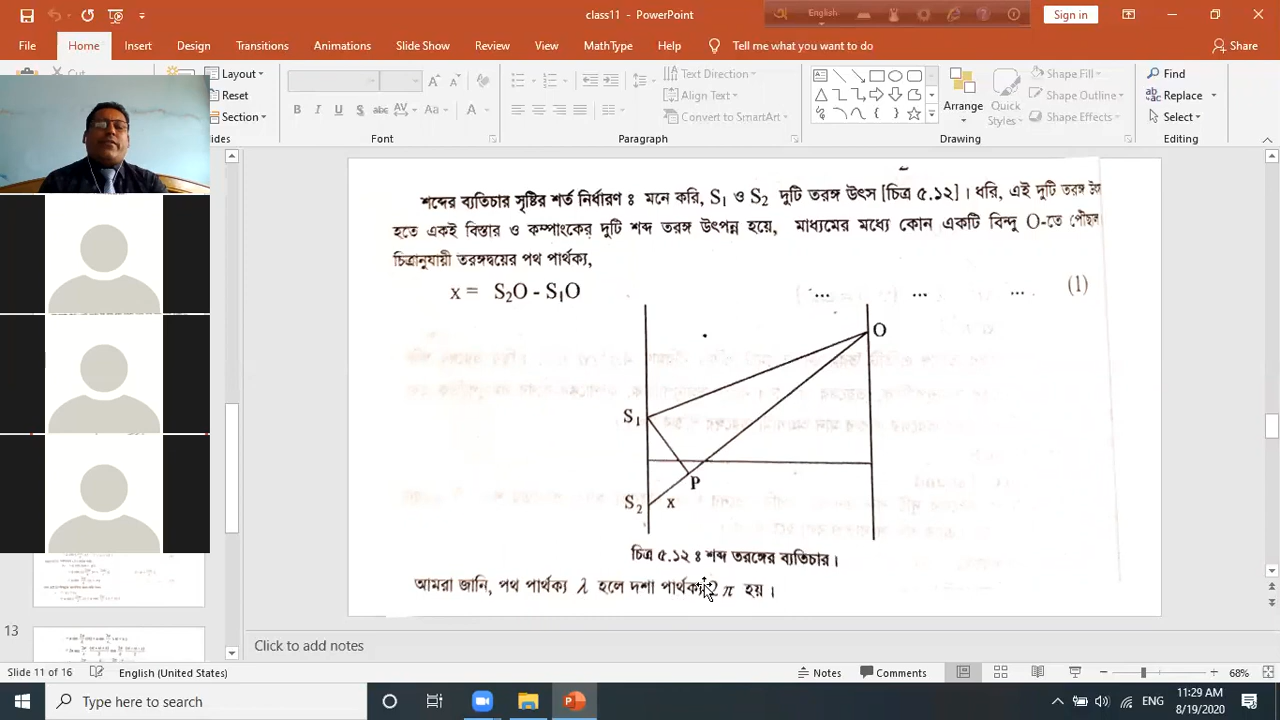 class11 - PowerPoint
English
Sign in
File Home Insert Design Transitions Animations Slide Show Review View MathType Help Tell me what you want to do Share
Cut Layout Text Direction Shape Fill Find
Reset Align Text Shape Outline Replace
Section Convert to SmartArt Arrange Quick Styles Shape Effects Select
Font Paragraph Drawing Editing
শব্দের ব্যতিচার সৃষ্টির শর্ত নির্ধারণ ঃ মনে করি, S₁ ও S₂ দুটি তরঙ্গ উৎস [চিত্র ৫.১২]। ধরি, এই দুটি তরঙ্গ
হতে একই বিস্তার ও কম্পাংকের দুটি শব্দ তরঙ্গ উৎপন্ন হয়ে, মাধ্যমের মধ্যে কোন একটি বিন্দু O-তে
চিত্রানুযায়ী তরঙ্গদ্বয়ের পথ পার্থক্য,
x = S₂O - S₁O ... ... ... (1)
O
S₁
P
S₂ x
চিত্র ৫.১২ ঃ শব্দ তরঙ্গের ব্যতিচার।
আমরা জানি, পথ পার্থক্য λ হলে দশা পার্থক্য 2π হয়।
13
Click to add notes
Slide 11 of 16 English (United States) Notes Comments 68%
Type here to search ENG 11:29 AM
8/19/2020